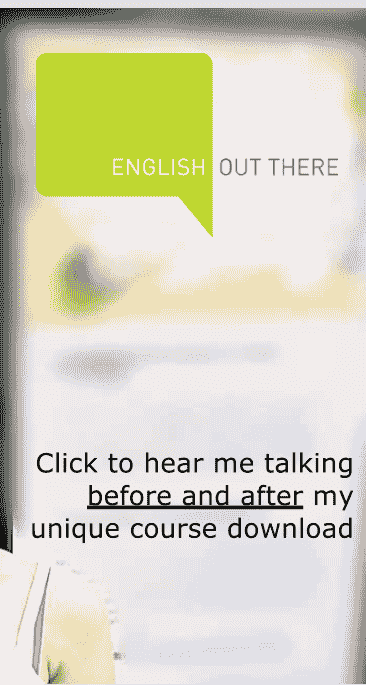 ENGLISH OUT THERE
Click to hear me talking
before and after my
unique course download